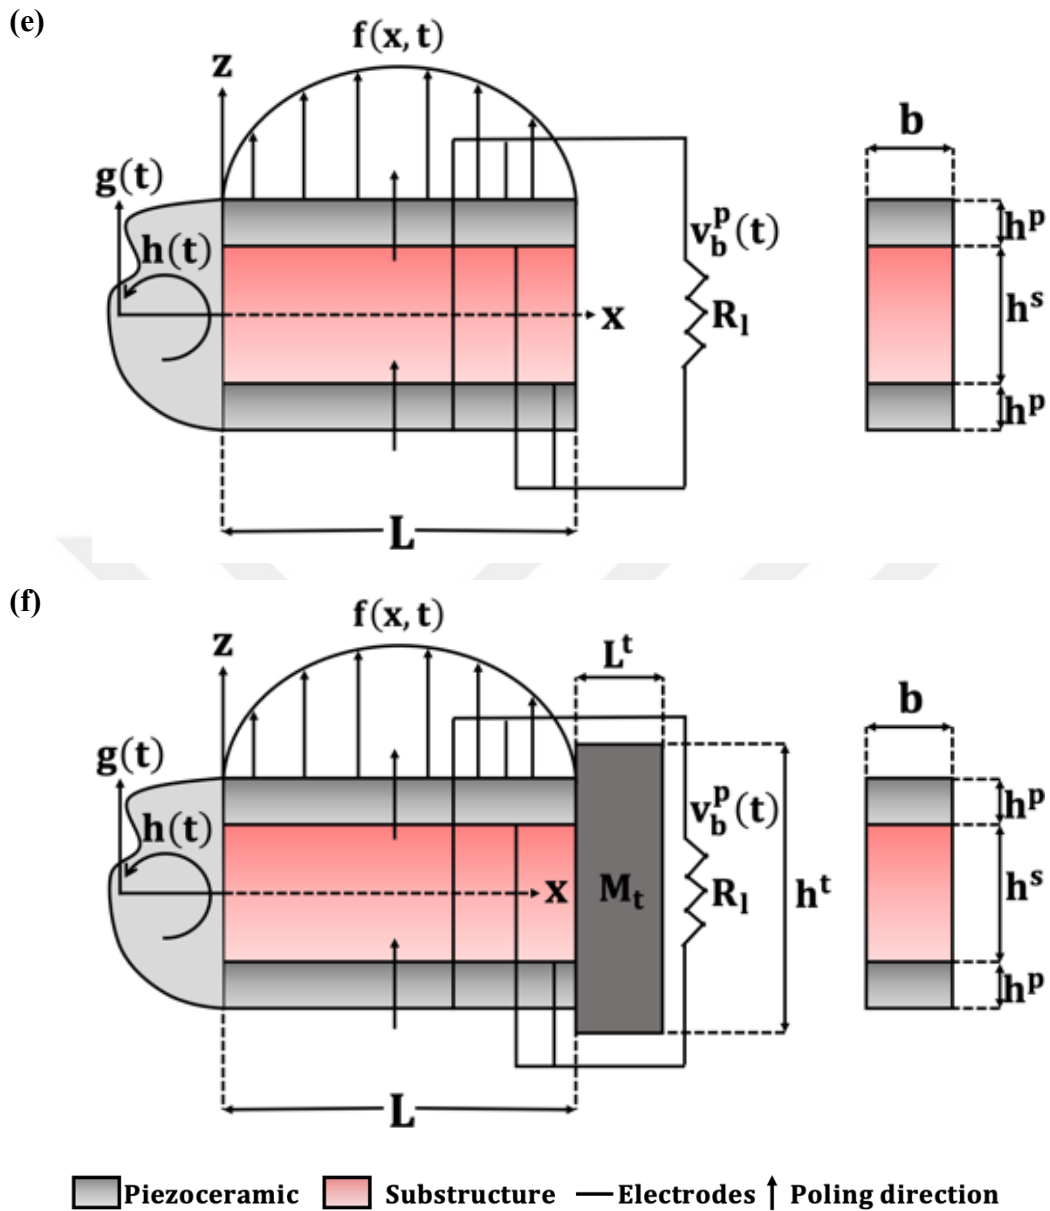 (e)
f(x, t)
z
g(t)
h(t)
x
v_b^p(t)
R_l
L
b
h^p
h^s
h^p
(f)
f(x, t)
z
L^t
g(t)
h(t)
x
M_t
v_b^p(t)
R_l
h^t
L
b
h^p
h^s
h^p
Piezoceramic Substructure Electrodes Poling direction